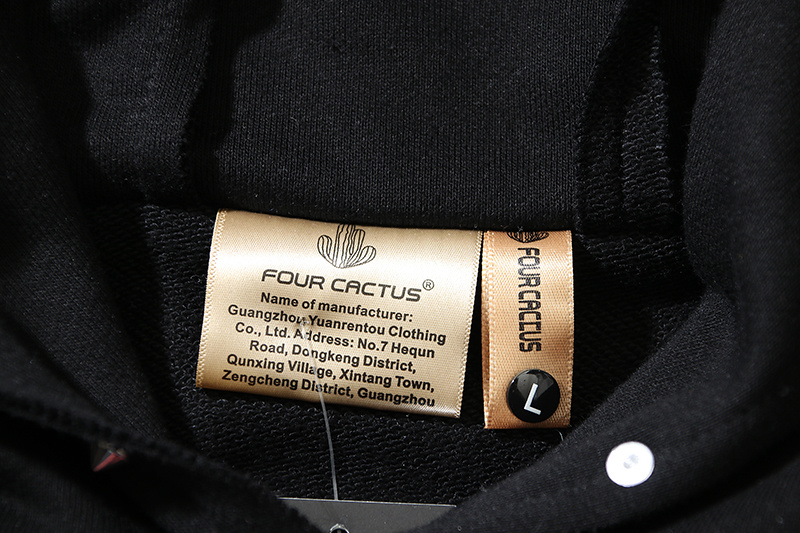 FOUR CACTUS®
Name of manufacturer:
Guangzhou Yuanrentou Clothing
Co., Ltd. Address: No.7 Hequn
Road, Dongkeng District,
Qunxing Village, Xintang Town,
Zengcheng District, Guangzhou
FOUR CACTUS
L